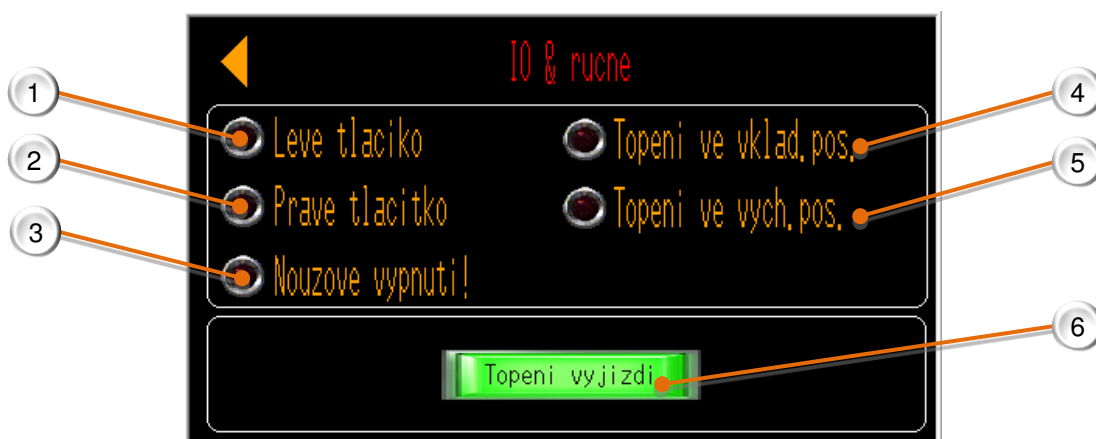 IO & rucne
1
Leve tlaciko
Topeni ve vklad.pos.
4
2
Prave tlacitko
Topeni ve vych.pos.
5
3
Nouzove vypnuti!
Topeni vyjizdi
6